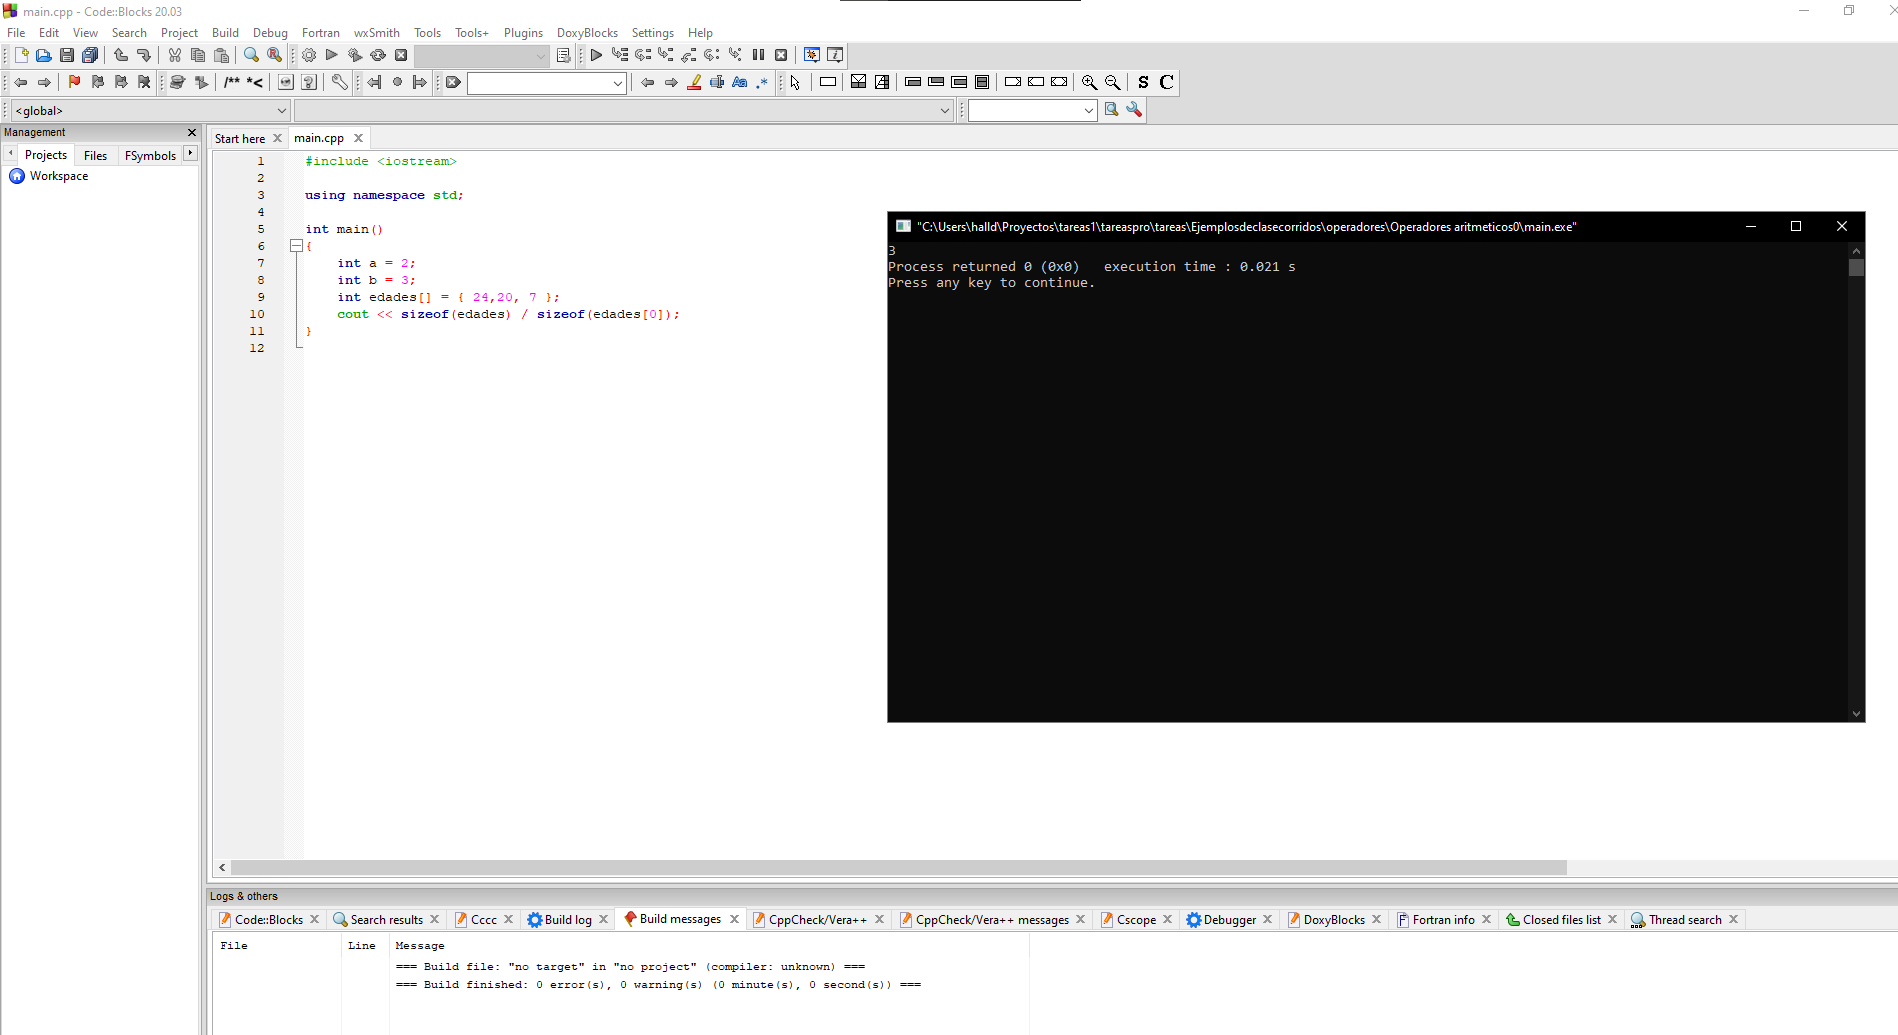 main.cpp - Code::Blocks 20.03
File Edit View Search Project Build Debug Fortran wxSmith Tools Tools+ Plugins DoxyBlocks Settings Help
/** *< Aa .* S C
<global>
Management
Projects Files FSymbols
Workspace
Start here main.cpp
1 #include <iostream>
2
3 using namespace std;
4
5 int main()
6 {
7 int a = 2;
8 int b = 3;
9 int edades[] = { 24,20, 7 };
10 cout << sizeof(edades) / sizeof(edades[0]);
11 }
12
"C:\Users\halld\Proyectos\tareas1\tareaspro\tareas\Ejemplosdeclasecorridos\operadores\Operadores aritmeticos0\main.exe"
3
Process returned 0 (0x0)   execution time : 0.021 s
Press any key to continue.
Logs & others
Code::Blocks Search results Cccc Build log Build messages CppCheck/Vera++ CppCheck/Vera++ messages Cscope Debugger DoxyBlocks Fortran info Closed files list Thread search
File Line Message
=== Build file: "no target" in "no project" (compiler: unknown) ===
=== Build finished: 0 error(s), 0 warning(s) (0 minute(s), 0 second(s)) ===